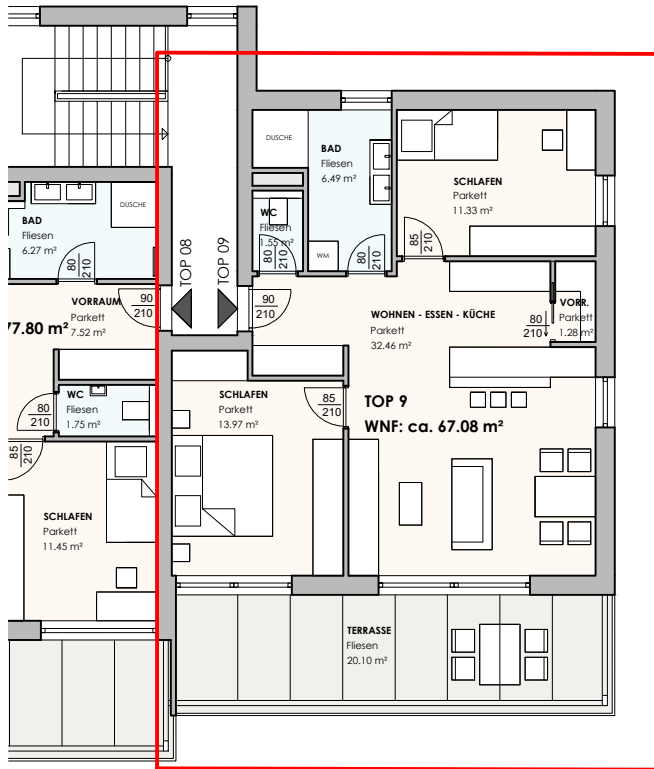 DUSCHE
BAD
Fliesen
6.49 m²
SCHLAFEN
Parkett
11.33 m²
WC
Fliesen
1.55 m²
80
210
WM
80
210
85
210
BAD
Fliesen
6.27 m²
DUSCHE
80
210
TOP 08
TOP 09
VORRAUM
Parkett
7.52 m²
77.80 m²
90
210
90
210
WOHNEN - ESSEN - KÜCHE
Parkett
32.46 m²
80
210
VORR.
Parkett
1.28 m²
WC
Fliesen
1.75 m²
80
210
85
210
SCHLAFEN
Parkett
13.97 m²
85
210
TOP 9
WNF: ca. 67.08 m²
SCHLAFEN
Parkett
11.45 m²
TERRASSE
Fliesen
20.10 m²